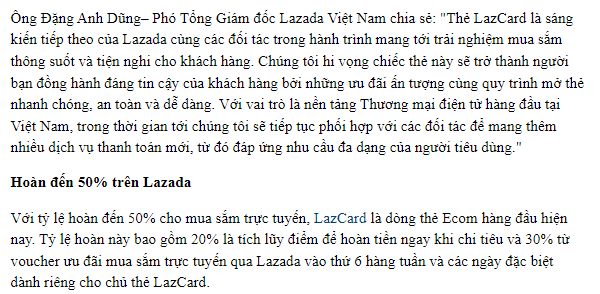 Ông Đặng Anh Dũng– Phó Tổng Giám đốc Lazada Việt Nam chia sẻ: "Thẻ LazCard là sáng
kiến tiếp theo của Lazada cùng các đối tác trong hành trình mang tới trải nghiệm mua sắm
thông suốt và tiện nghi cho khách hàng. Chúng tôi hi vọng chiếc thẻ này sẽ trở thành người
bạn đồng hành đáng tin cậy của khách hàng bởi những ưu đãi ấn tượng cùng quy trình mở thẻ
nhanh chóng, an toàn và dễ dàng. Với vai trò là nền tảng Thương mại điện tử hàng đầu tại
Việt Nam, trong thời gian tới chúng tôi sẽ tiếp tục phối hợp với các đối tác để mang thêm
nhiều dịch vụ thanh toán mới, từ đó đáp ứng nhu cầu đa dạng của người tiêu dùng."
Hoàn đến 50% trên Lazada
Với tỷ lệ hoàn đến 50% cho mua sắm trực tuyến, LazCard là dòng thẻ Ecom hàng đầu hiện
nay. Tỷ lệ hoàn này bao gồm 20% là tích lũy điểm để hoàn tiền ngay khi chi tiêu và 30% từ
voucher ưu đãi mua sắm trực tuyến qua Lazada vào thứ 6 hàng tuần và các ngày đặc biệt
dành riêng cho chủ thẻ LazCard.